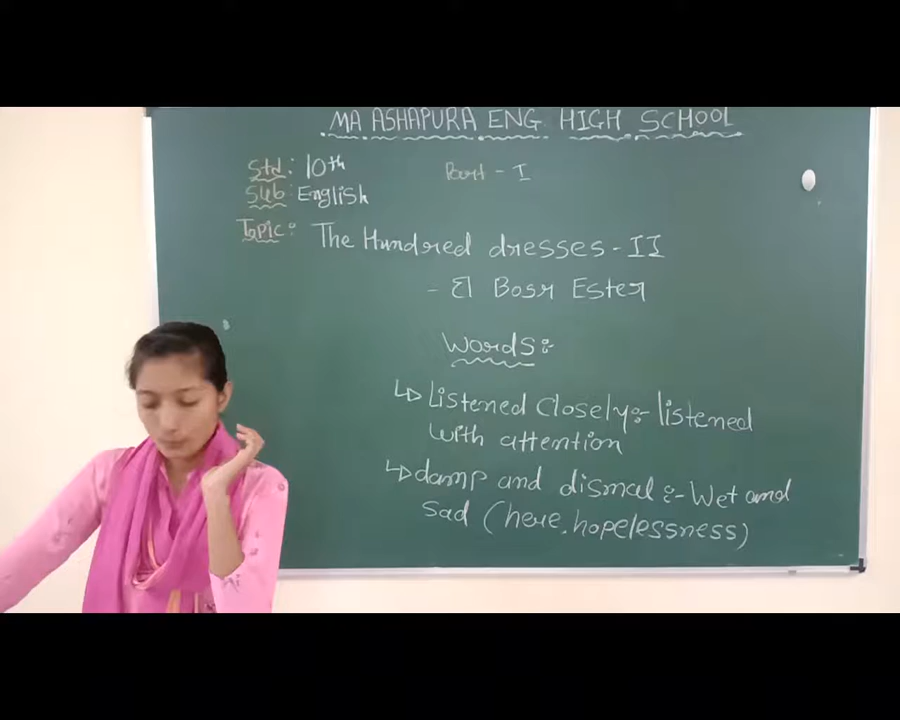 MA ASHAPURA ENG HIGH SCHOOL
Std: 10th
Part - I
Sub: English
Topic: The Hundred dresses - II
- El Bosr Ester
Words:-
Listened Closely:- listened
with attention
damp and dismal :- Wet and
sad (here, hopelessness)